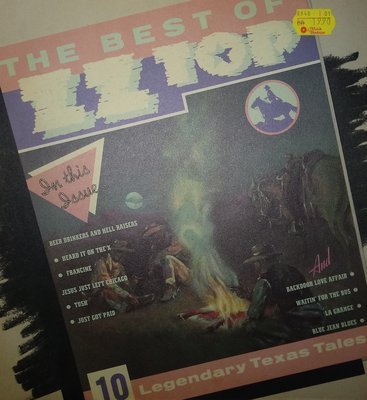 THE BEST OF
ZZ TOP
In this
Issue
BEER DRINKERS AND HELL RAISERS
• HEARD IT ON THE X
• FRANCINE
JESUS JUST LEFT CHICAGO
• TUSH
• JUST GOT PAID
And
BACKDOOR LOVE AFFAIR •
WAITIN' FOR THE BUS •
LA GRANGE •
BLUE JEAN BLUES •
10 Legendary Texas Tales